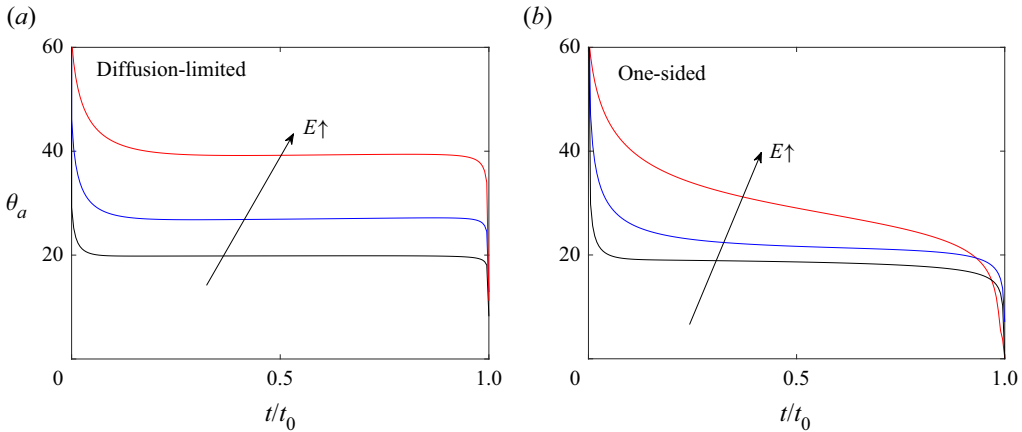 (a)
(b)
Diffusion-limited
One-sided
E↑
E↑
θₐ
60
40
20
0
0.5
1.0
t/t₀
60
40
20
0
0.5
1.0
t/t₀